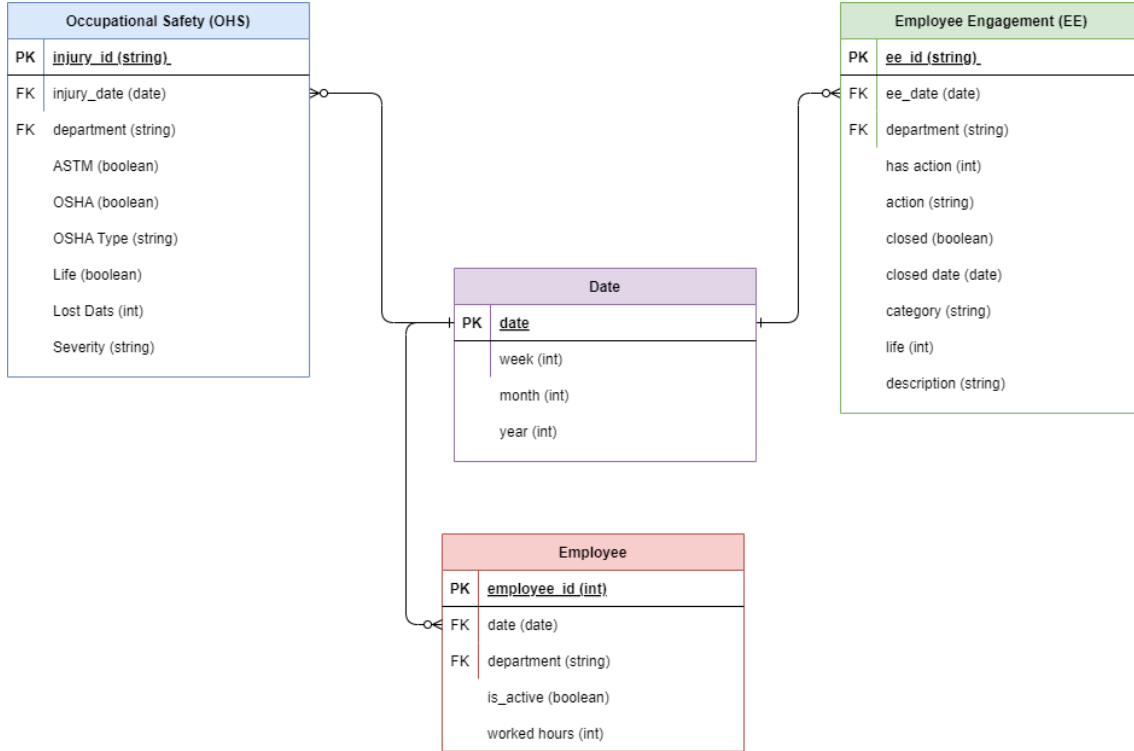 Occupational Safety (OHS)
PK injury_id (string)
FK injury_date (date)
FK department (string)
ASTM (boolean)
OSHA (boolean)
OSHA Type (string)
Life (boolean)
Lost Dats (int)
Severity (string)
Employee Engagement (EE)
PK ee_id (string)
FK ee_date (date)
FK department (string)
has action (int)
action (string)
closed (boolean)
closed date (date)
category (string)
life (int)
description (string)
Date
PK date
week (int)
month (int)
year (int)
Employee
PK employee_id (int)
FK date (date)
FK department (string)
is_active (boolean)
worked hours (int)